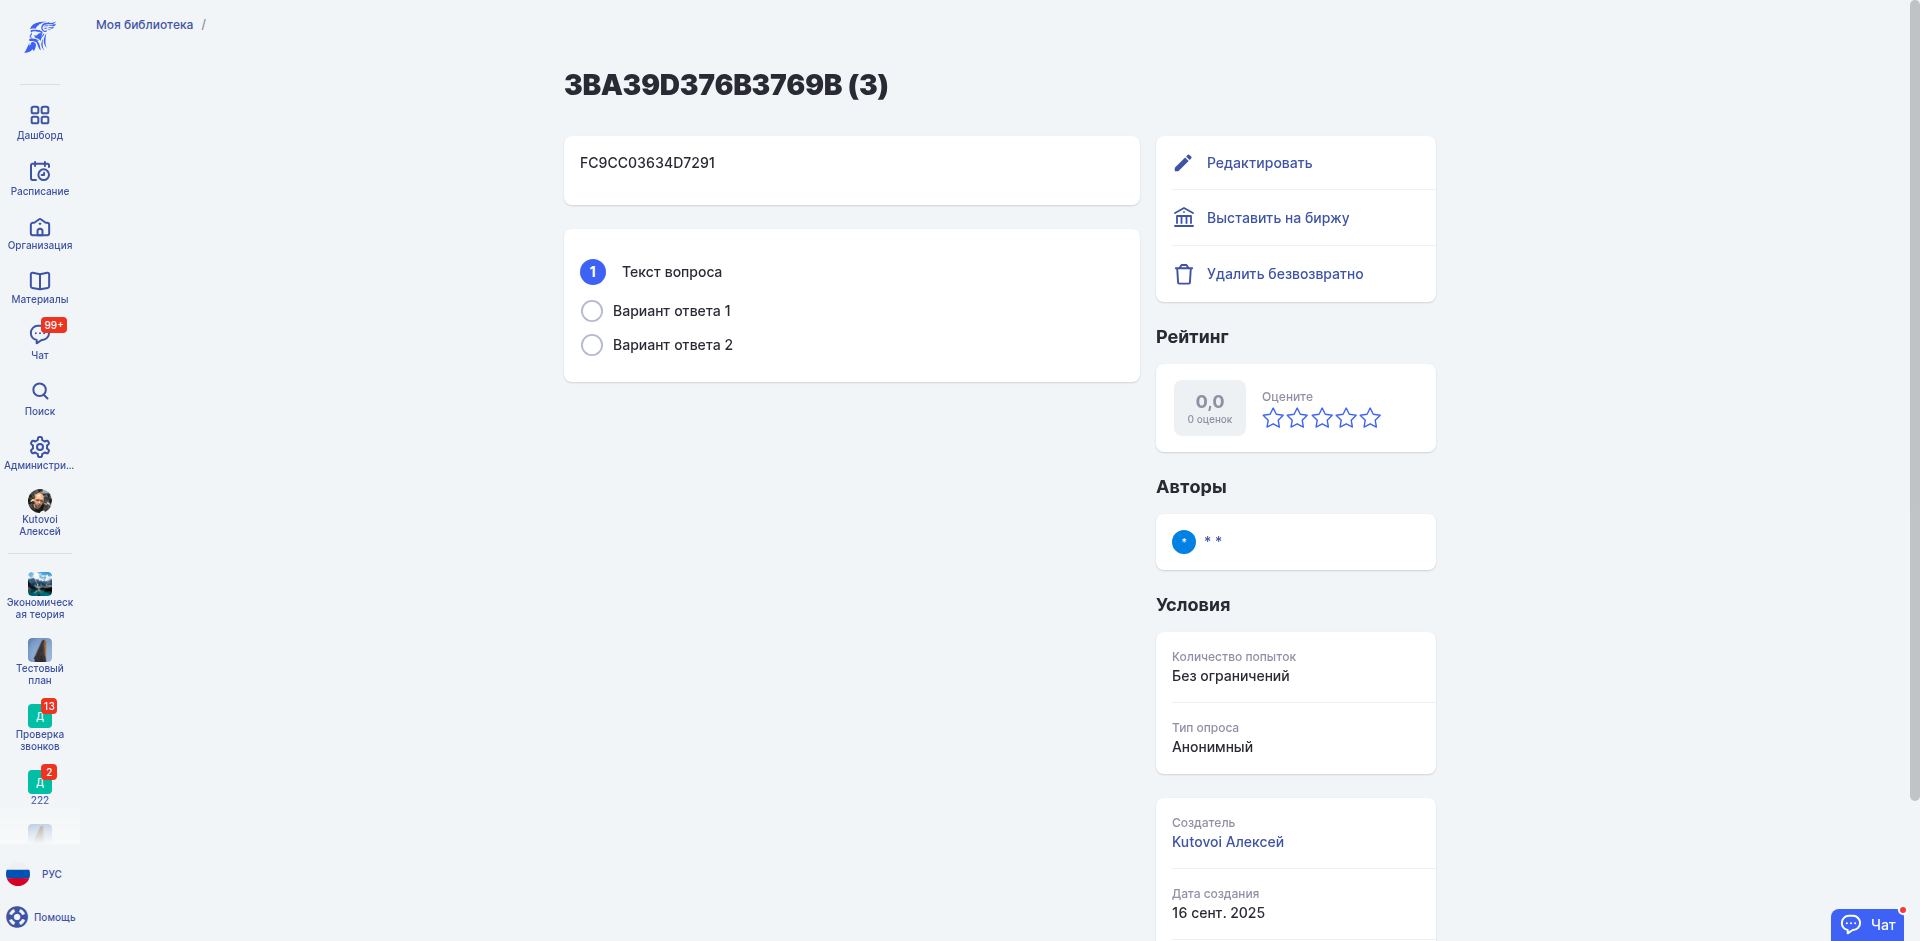 Моя библиотека /
Дашборд
Расписание
Организация
Материалы
99+
Чат
Поиск
Администри...
Kutovoi
Алексей
Экономическ
ая теория
Тестовый
план
13
Д
Проверка
звонков
2
Д
222
РУС
Помощь
3BA39D376B3769B (3)
FC9CC03634D7291
1 Текст вопроса
Вариант ответа 1
Вариант ответа 2
Редактировать
Выставить на биржу
Удалить безвозвратно
Рейтинг
0,0
0 оценок
Оцените
Авторы
* * *
Условия
Количество попыток
Без ограничений
Тип опроса
Анонимный
Создатель
Kutovoi Алексей
Дата создания
16 сент. 2025
Чат